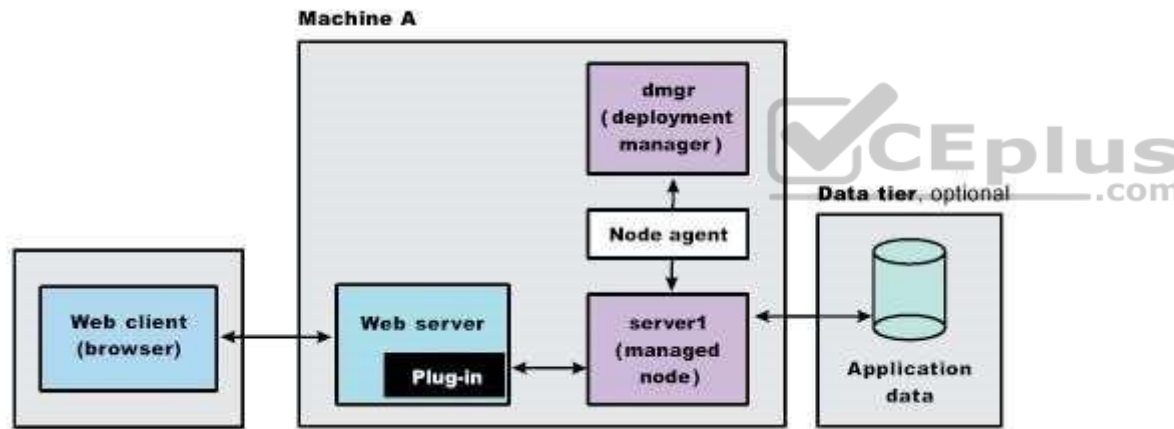 Machine A
dmgr
(deployment
manager)
CEplus
.com
Data tier, optional
Node agent
Web client
(browser)
Web server
Plug-in
server1
(managed
node)
Application
data